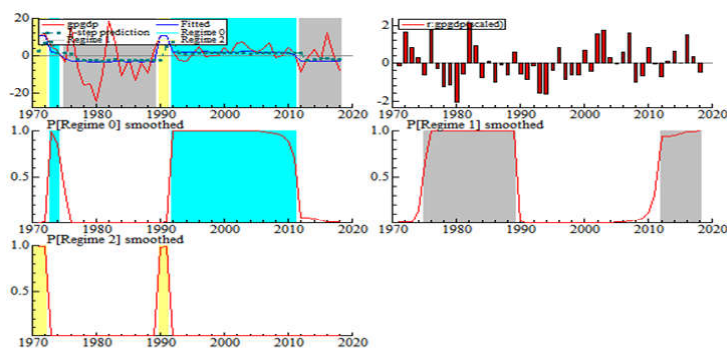 20
gpgdp
Fitted
1-step prediction
Regime 0
Regime 1
Regime 2
0
-20
1970 1980 1990 2000 2010 2020
r:gpgdp(scaled)
2
0
-2
1970 1980 1990 2000 2010 2020
1.0
P[Regime 0] smoothed
0.5
1970 1980 1990 2000 2010 2020
1.0
P[Regime 1] smoothed
0.5
1970 1980 1990 2000 2010 2020
1.0
P[Regime 2] smoothed
0.5
1970 1980 1990 2000 2010 2020